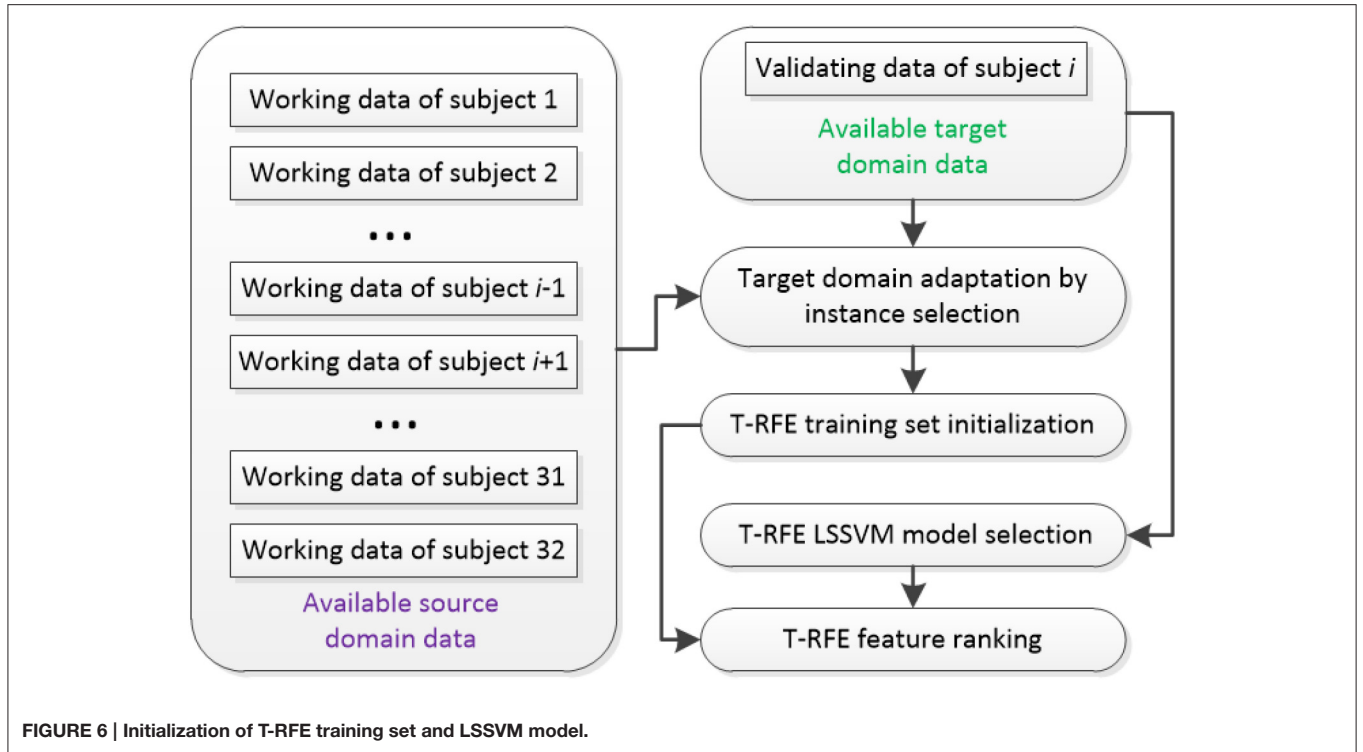 Working data of subject 1
Working data of subject 2
...
Working data of subject i-1
Working data of subject i+1
...
Working data of subject 31
Working data of subject 32
Available source
domain data
Validating data of subject i
Available target
domain data
Target domain adaptation by
instance selection
T-RFE training set initialization
T-RFE LSSVM model selection
T-RFE feature ranking
FIGURE 6 | Initialization of T-RFE training set and LSSVM model.